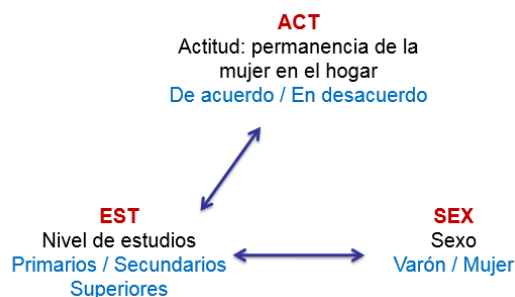 ACT
Actitud: permanencia de la
mujer en el hogar
De acuerdo / En desacuerdo
EST
Nivel de estudios
Primarios / Secundarios
Superiores
SEX
Sexo
Varón / Mujer